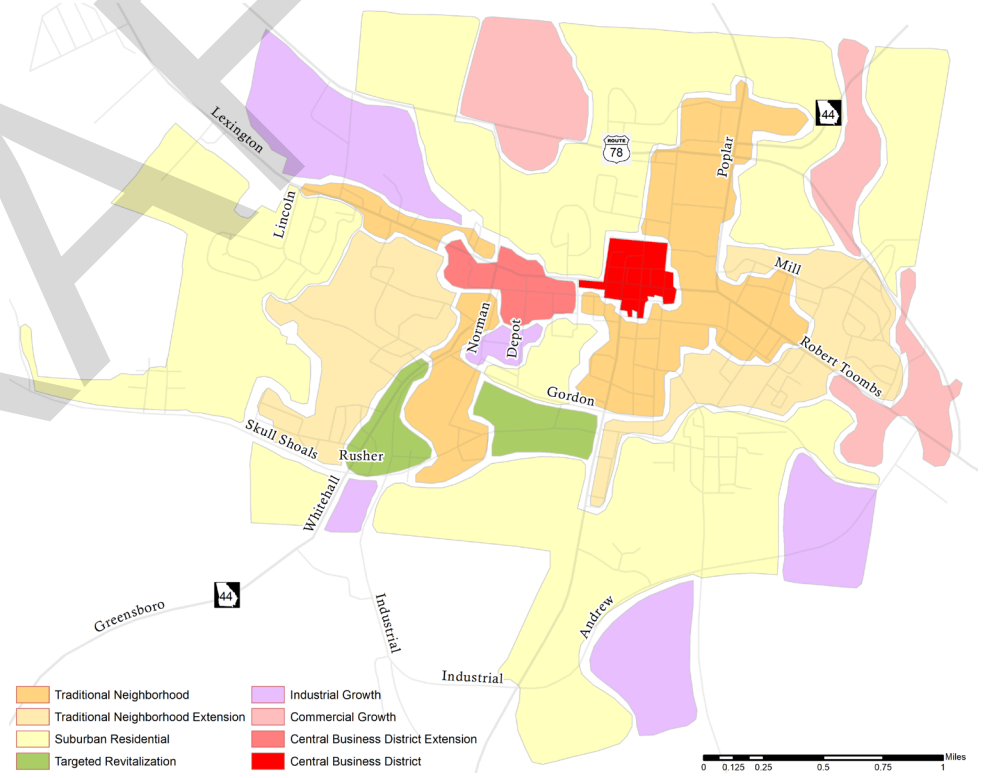 44
Lexington
ROUTE
78
Poplar
Lincoln
Mill
Norman
Depot
Robert Toombs
Gordon
Skull Shoals
Rusher
Whitehall
44
Greensboro
Industrial
Andrew
Industrial
Traditional Neighborhood
Traditional Neighborhood Extension
Suburban Residential
Targeted Revitalization
Industrial Growth
Commercial Growth
Central Business District Extension
Central Business District
Miles
0 0.125 0.25 0.5 0.75 1